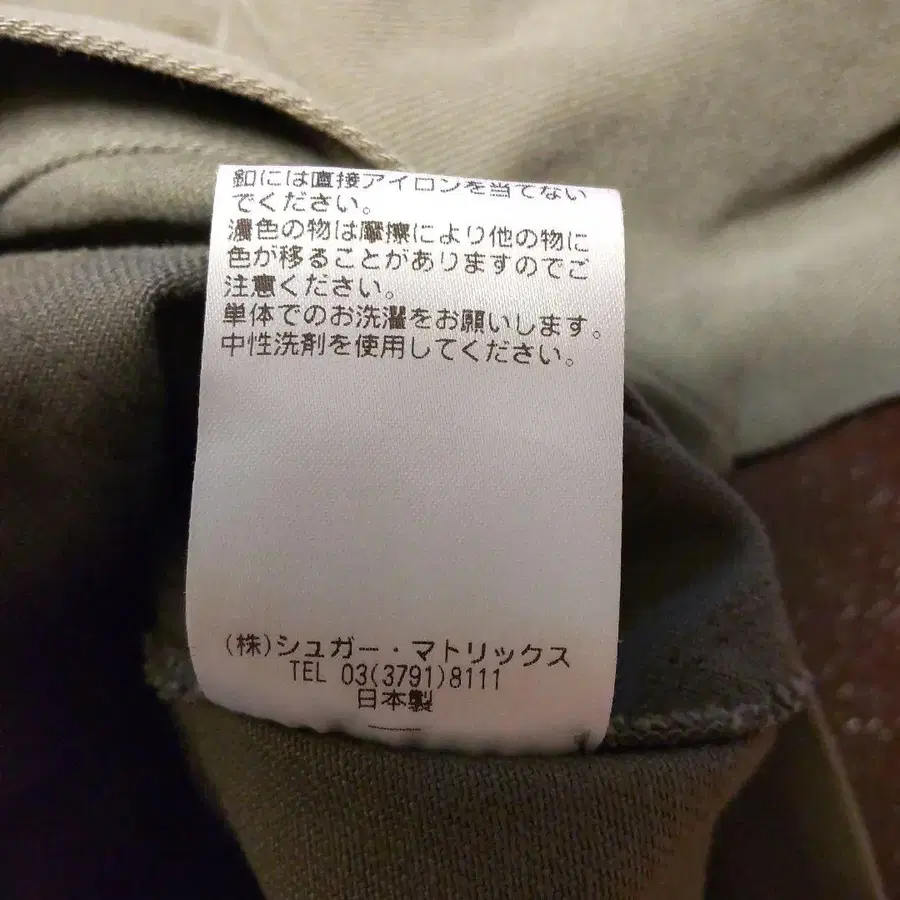 釦には直接アイロンを当てない
でください。
濃色の物は摩擦により他の物に
色が移ることがありますのでご
注意ください。
単体でのお洗濯をお願いします。
中性洗剤を使用してください。
(株)シュガー・マトリックス
TEL 03(3791)8111
日本製